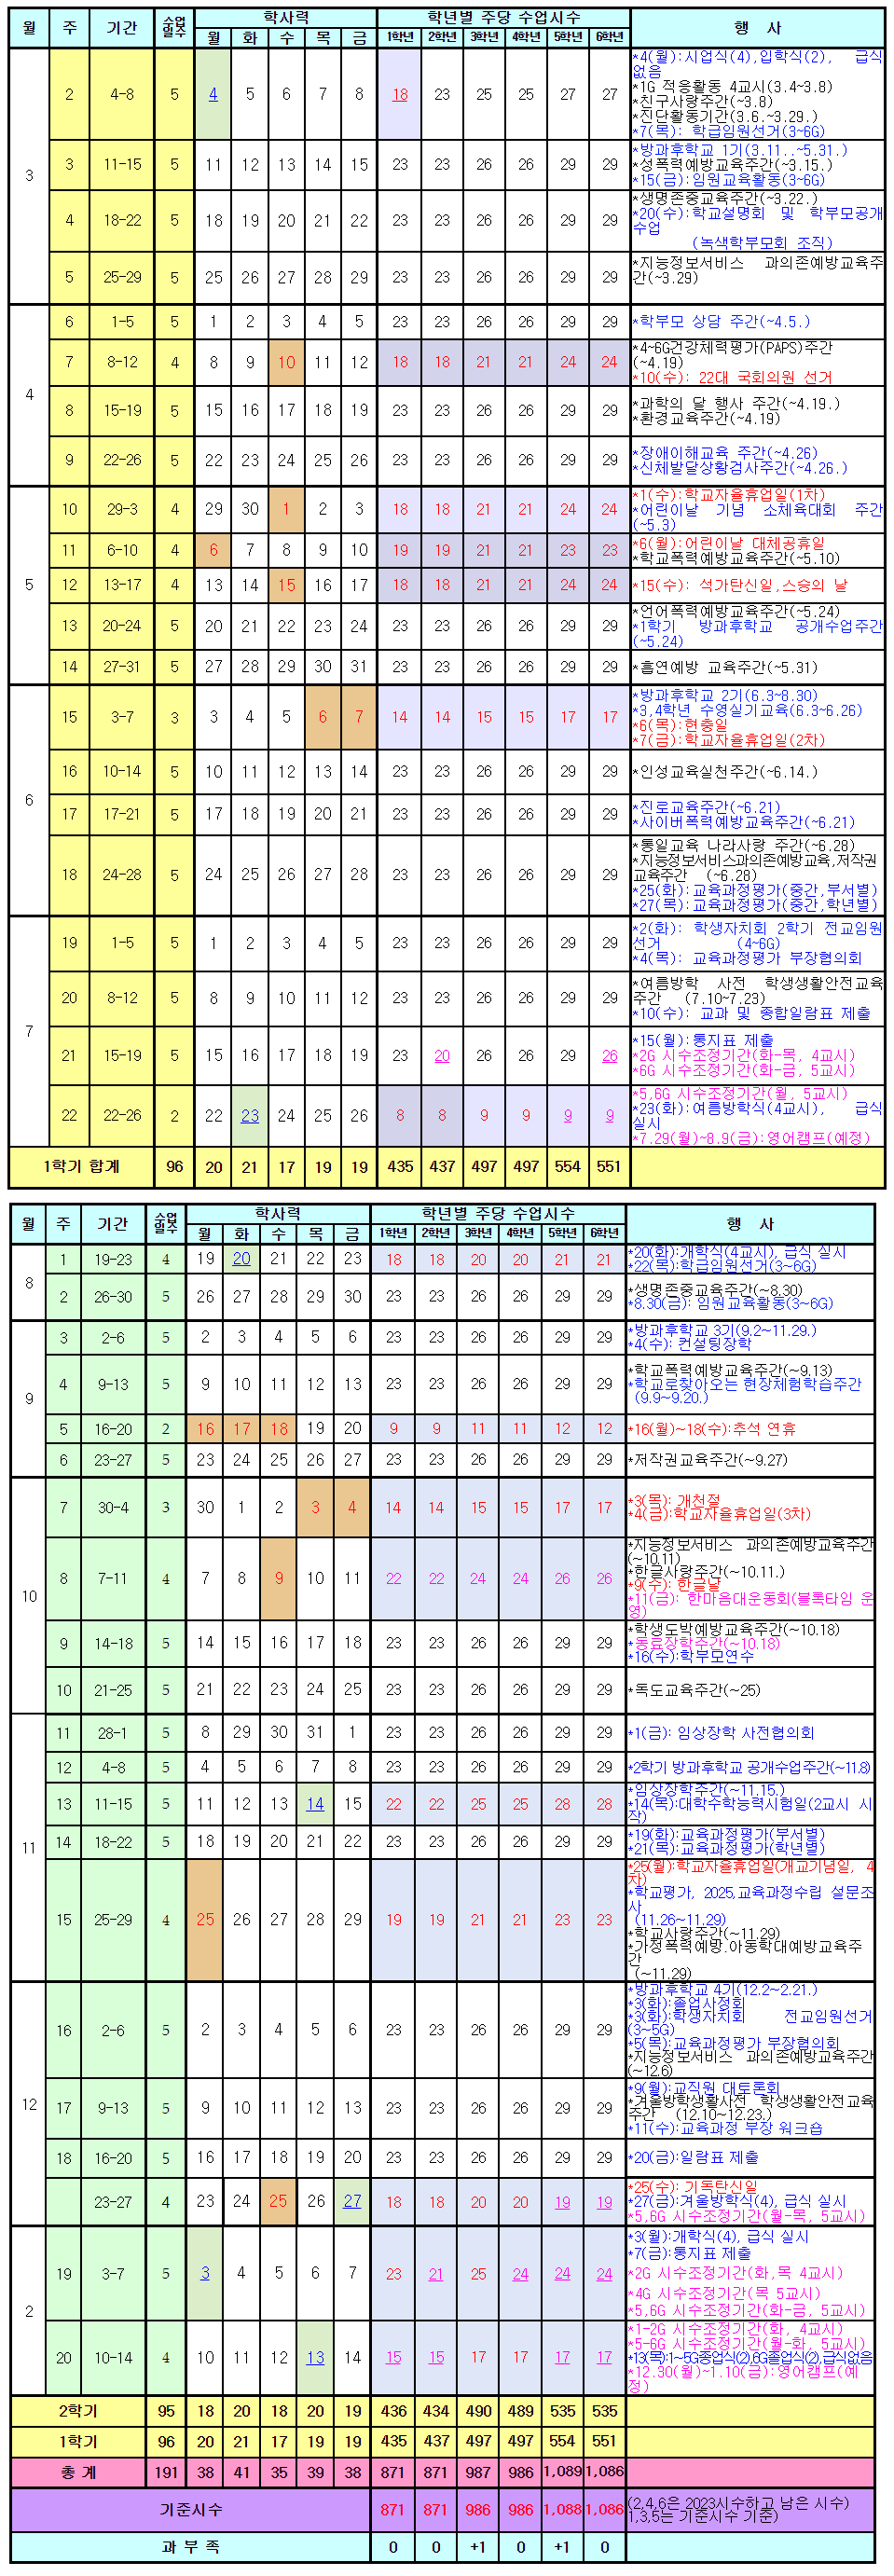 월 주 기간 수업일수 학사력 학년별 주당 수업시수 행 사
월 화 수 목 금 1학년 2학년 3학년 4학년 5학년 6학년
3
2 4-8 5 4 5 6 7 8 18 23 25 25 27 27
*4(월):시업식(4),입학식(2), 급식
없음
*1G 적응활동 4교시(3.4~3.8)
*친구사랑주간(~3.8)
*진단활동기간(3.6.~3.29.)
*7(목): 학급임원선거(3~6G)
3 11-15 5 11 12 13 14 15 23 23 26 26 29 29
*방과후학교 1기(3.11..~5.31.)
*성폭력예방교육주간(~3.15.)
*15(금):임원교육활동(3~6G)
4 18-22 5 18 19 20 21 22 23 23 26 26 29 29
*생명존중교육주간(~3.22.)
*20(수):학교설명회 및 학부모공개
수업
(녹색학부모회 조직)
5 25-29 5 25 26 27 28 29 23 23 26 26 29 29
*지능정보서비스 과의존예방교육주
간(~3.29)
4
6 1-5 5 1 2 3 4 5 23 23 26 26 29 29
*학부모 상담 주간(~4.5.)
7 8-12 4 8 9 10 11 12 18 18 21 21 24 24
*4~6G건강체력평가(PAPS)주간
(~4.19)
*10(수): 22대 국회의원 선거
8 15-19 5 15 16 17 18 19 23 23 26 26 29 29
*과학의 달 행사 주간(~4.19.)
*환경교육주간(~4.19)
9 22-26 5 22 23 24 25 26 23 23 26 26 29 29
*장애이해교육 주간(~4.26)
*신체발달상황검사주간(~4.26.)
5
10 29-3 4 29 30 1 2 3 18 18 21 21 24 24
*1(수):학교자율휴업일(1차)
*어린이날 기념 소체육대회 주간
(~5.3)
11 6-10 4 6 7 8 9 10 19 19 21 21 23 23
*6(월):어린이날 대체공휴일
*학교폭력예방교육주간(~5.10)
12 13-17 4 13 14 15 16 17 18 18 21 21 24 24
*15(수): 석가탄신일,스승의 날
13 20-24 5 20 21 22 23 24 23 23 26 26 29 29
*언어폭력예방교육주간(~5.24)
*1학기 방과후학교 공개수업주간
(~5.24)
14 27-31 5 27 28 29 30 31 23 23 26 26 29 29
*흡연예방 교육주간(~5.31)
6
15 3-7 3 3 4 5 6 7 14 14 15 15 17 17
*방과후학교 2기(6.3~8.30)
*3,4학년 수영실기교육(6.3~6.26)
*6(목):현충일
*7(금):학교자율휴업일(2차)
16 10-14 5 10 11 12 13 14 23 23 26 26 29 29
*인성교육실천주간(~6.14.)
17 17-21 5 17 18 19 20 21 23 23 26 26 29 29
*진로교육주간(~6.21)
*사이버폭력예방교육주간(~6.21)
18 24-28 5 24 25 26 27 28 23 23 26 26 29 29
*통일교육 나라사랑 주간(~6.28)
*지능정보서비스과의존예방교육,저작권
교육주간 (~6.28)
*25(화):교육과정평가(중간,부서별)
*27(목):교육과정평가(중간,학년별)
7
19 1-5 5 1 2 3 4 5 23 23 26 26 29 29
*2(화): 학생자치회 2학기 전교임원
선거 (4~6G)
*4(목): 교육과정평가 부장협의회
20 8-12 5 8 9 10 11 12 23 23 26 26 29 29
*여름방학 사전 학생생활안전교육
주간 (7.10~7.23)
*10(수): 교과 및 종합일람표 제출
21 15-19 5 15 16 17 18 19 23 20 26 26 29 26
*15(월):통지표 제출
*2G 시수조정기간(화-목, 4교시)
*6G 시수조정기간(화-금, 5교시)
22 22-26 2 22 23 24 25 26 8 8 9 9 9 9
*5,6G 시수조정기간(월, 5교시)
*23(화):여름방학식(4교시), 급식
실시
*7.29(월)~8.9(금):영어캠프(예정)
1학기 합계 96 20 21 17 19 19 435 437 497 497 554 551
월 주 기간 수업일수 학사력 학년별 주당 수업시수 행 사
월 화 수 목 금 1학년 2학년 3학년 4학년 5학년 6학년
8
1 19-23 4 19 20 21 22 23 18 18 20 20 21 21
*20(화):개학식(4교시), 급식 실시
*22(목):학급임원선거(3~6G)
2 26-30 5 26 27 28 29 30 23 23 26 26 29 29
*생명존중교육주간(~8.30)
*8.30(금): 임원교육활동(3~6G)
9
3 2-6 5 2 3 4 5 6 23 23 26 26 29 29
*방과후학교 3기(9.2~11.29.)
*4(수): 컨설팅장학
4 9-13 5 9 10 11 12 13 23 23 26 26 29 29
*학교폭력예방교육주간(~9.13)
*학교로찾아오는 현장체험학습주간
(9.9~9.20.)
5 16-20 2 16 17 18 19 20 9 9 11 11 12 12
*16(월)~18(수):추석 연휴
6 23-27 5 23 24 25 26 27 23 23 26 26 29 29
*저작권교육주간(~9.27)
10
7 30-4 3 30 1 2 3 4 14 14 15 15 17 17
*3(목): 개천절
*4(금):학교자율휴업일(3차)
8 7-11 4 7 8 9 10 11 22 22 24 24 26 26
*지능정보서비스 과의존예방교육주간
(~10.11)
*한글사랑주간(~10.11.)
*9(수): 한글날
*11(금): 한마음대운동회(블록타임 운
영)
9 14-18 5 14 15 16 17 18 23 23 26 26 29 29
*학생도박예방교육주간(~10.18)
*동료장학주간(~10.18)
*16(수):학부모연수
10 21-25 5 21 22 23 24 25 23 23 26 26 29 29
*독도교육주간(~25)
11
11 28-1 5 8 29 30 31 1 23 23 26 26 29 29
*1(금): 임상장학 사전협의회
12 4-8 5 4 5 6 7 8 23 23 26 26 29 29
*2학기 방과후학교 공개수업주간(~11.8)
13 11-15 5 11 12 13 14 15 22 22 25 25 28 28
*임상장학주간(~11.15.)
*14(목):대학수학능력시험일(2교시 시
작)
14 18-22 5 18 19 20 21 22 23 23 26 26 29 29
*19(화):교육과정평가(부서별)
*21(목):교육과정평가(학년별)
15 25-29 4 25 26 27 28 29 19 19 21 21 23 23
*25(월):학교자율휴업일(개교기념일, 4
차)
*학교평가, 2025,교육과정수립 설문조
사
(11.26~11.29)
*학교사랑주간(~11.29)
*가정폭력예방.아동학대예방교육주
간
(~11.29)
12
16 2-6 5 2 3 4 5 6 23 23 26 26 29 29
*방과후학교 4기(12.2~2.21.)
*3(화):졸업사정회
*3(화):학생자치회 전교임원선거
(3~5G)
*5(목):교육과정평가 부장협의회
*지능정보서비스 과의존예방교육주간
(~12.6)
17 9-13 5 9 10 11 12 13 23 23 26 26 29 29
*9(월):교직원 대토론회
*겨울방학생활사전 학생생활안전교육
주간 (12.10~12.23.)
*11(수):교육과정 부장 워크숍
18 16-20 5 16 17 18 19 20 23 23 26 26 29 29
*20(금):일람표 제출
23-27 4 23 24 25 26 27 18 18 20 20 19 19
*25(수): 기독탄신일
*27(금):겨울방학식(4), 급식 실시
*5,6G 시수조정기간(월-목, 5교시)
2
19 3-7 5 3 4 5 6 7 23 21 25 24 24 24
*3(월):개학식(4), 급식 실시
*7(금):통지표 제출
*2G 시수조정기간(화,목 4교시)
*4G 시수조정기간(목 5교시)
*5,6G 시수조정기간(화-금, 5교시)
20 10-14 4 10 11 12 13 14 15 15 17 17 17 17
*1-2G 시수조정기간(화, 4교시)
*5-6G 시수조정기간(월-화, 5교시)
*13(목):1~5G종업식(2),6G졸업식(2),급식없음
*12.30(월)~1.10(금):영어캠프(예
정)
2학기 95 18 20 18 20 19 436 434 490 489 535 535
1학기 96 20 21 17 19 19 435 437 497 497 554 551
총 계 191 38 41 35 39 38 871 871 987 986 1,089 1,086
기준시수 871 871 986 986 1,088 1,086
(2,4,6은 2023시수하고 남은 시수)
1,3,5는 기준시수 기준)
과 부 족 0 0 +1 0 +1 0